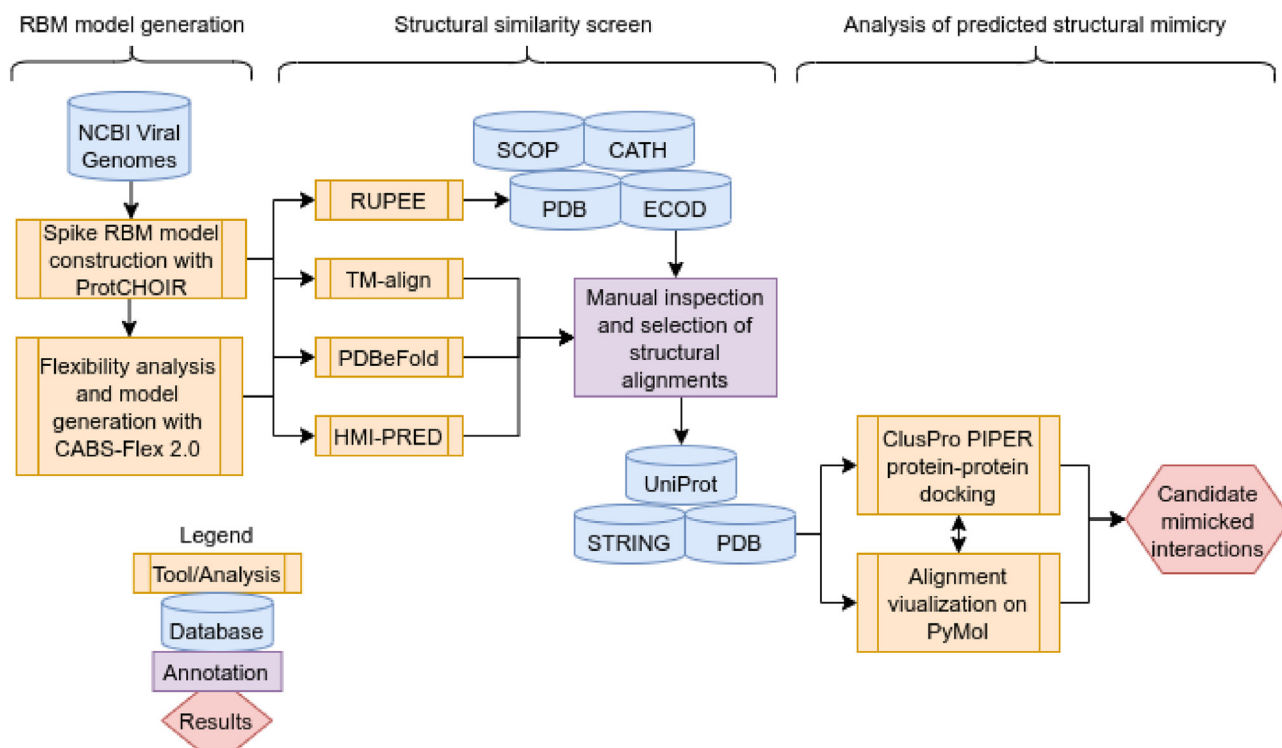 RBM model generation
Structural similarity screen
Analysis of predicted structural mimicry
NCBI Viral
Genomes
Spike RBM model
construction with
ProtCHOIR
Flexibility analysis
and model
generation with
CABS-Flex 2.0
RUPEE
TM-align
PDBeFold
HMI-PRED
SCOP
CATH
PDB
ECOD
Manual inspection
and selection of
structural
alignments
UniProt
STRING
PDB
ClusPro PIPER
protein-protein
docking
Alignment
viualization on
PyMol
Candidate
mimicked
interactions
Legend
Tool/Analysis
Database
Annotation
Results